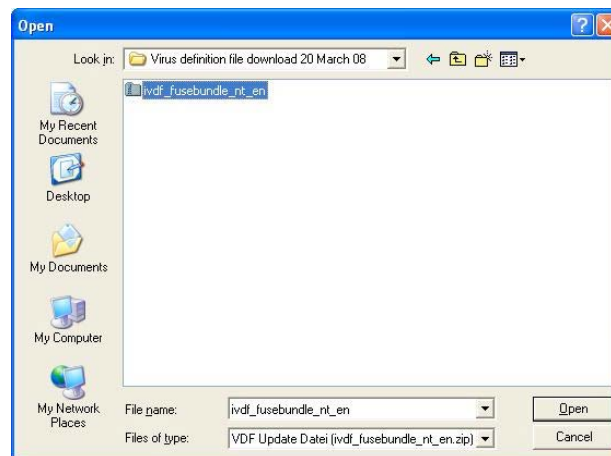 Open
Look in: Virus definition file download 20 March 08
ivdf_fusebundle_nt_en
My Recent
Documents
Desktop
My Documents
My Computer
My Network
Places
File name: ivdf_fusebundle_nt_en Open
Files of type: VDF Update Datei (ivdf_fusebundle_nt_en.zip) Cancel